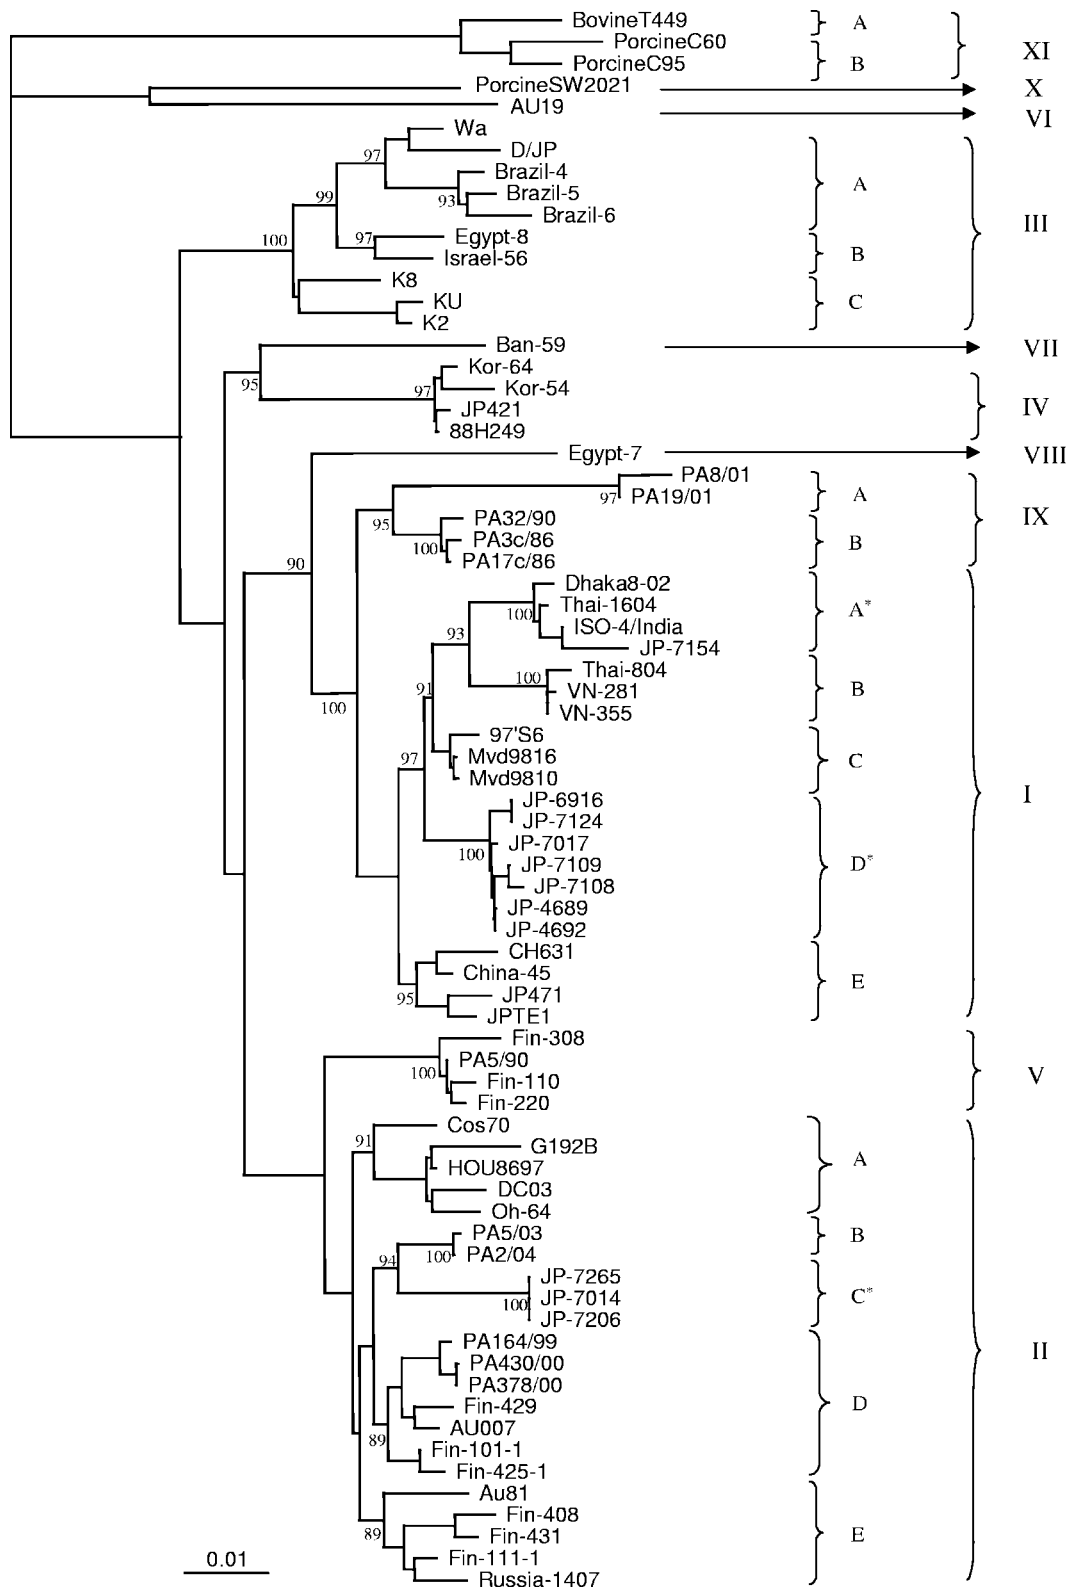 BovineT449 A
PorcineC60 XI
PorcineC95 B
PorcineSW2021 X
AU19 VI
Wa
D/JP
97
Brazil-4 A
Brazil-5
93
99
Brazil-6 III
Egypt-8
97
100
Israel-56 B
K8
KU C
K2
Ban-59 VII
Kor-64
95
97
Kor-54
JP421 IV
88H249
Egypt-7 VIII
PA8/01
97
PA19/01 A
PA32/90 IX
95
PA3c/86 B
100
PA17c/86
90
Dhaka8-02
Thai-1604 A*
100
ISO-4/India
93
JP-7154
Thai-804
100
VN-281 B
91
VN-355
100
97'S6
Mvd9816 C
97
Mvd9810
JP-6916 I
JP-7124
JP-7017
100
JP-7109 D*
JP-7108
JP-4689
JP-4692
CH631
China-45 E
JP471
95
JPTE1
Fin-308
PA5/90
100
Fin-110 V
Fin-220
Cos70
91
G192B A
HOU8697
DC03
Oh-64
PA5/03 B
94
100
PA2/04
JP-7265
JP-7014 C*
100
JP-7206
PA164/99 II
PA430/00
PA378/00
Fin-429 D
AU007
89
Fin-101-1
Fin-425-1
Au81
Fin-408
89
Fin-431 E
0.01
Fin-111-1
Russia-1407